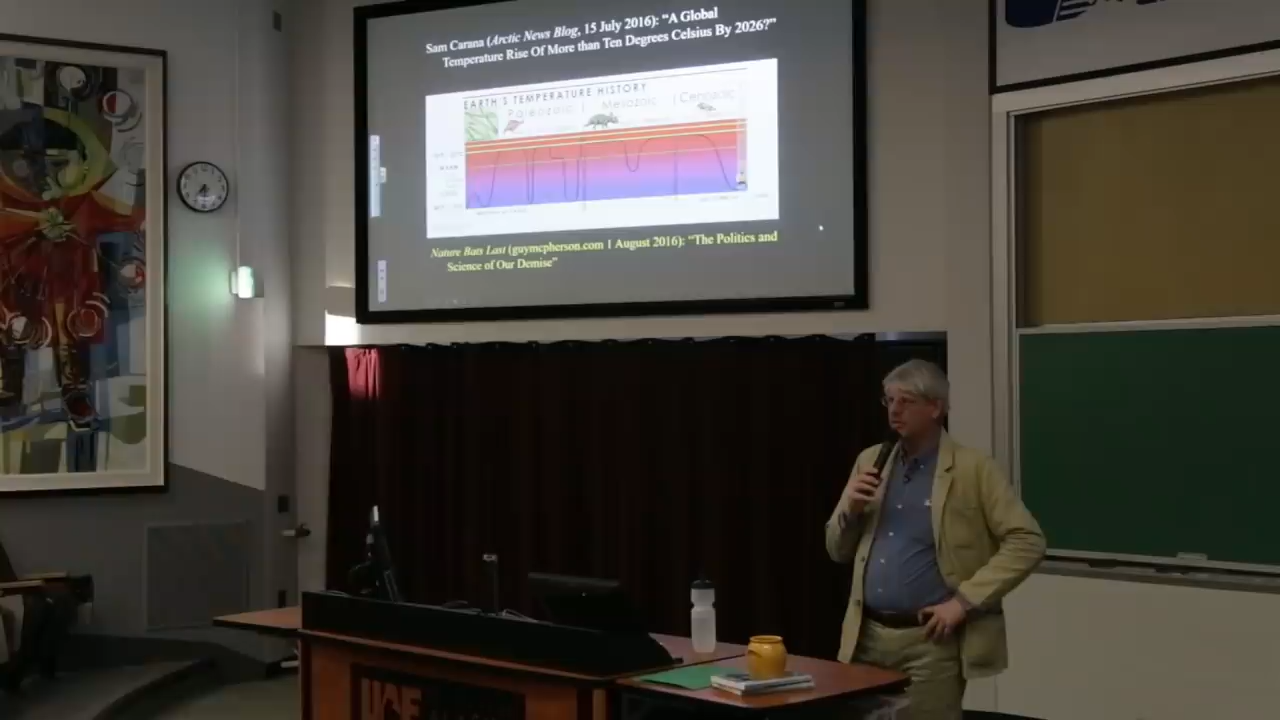 Sam Carana (Arctic News Blog, 15 July 2016): “A Global
Temperature Rise Of More than Ten Degrees Celsius By 2026?”
EARTH'S TEMPERATURE HISTORY
Paleozoic | Mesozoic | Cenozoic
Nature Bats Last (guymcpherson.com 1 August 2016): “The Politics and
Science of Our Demise”